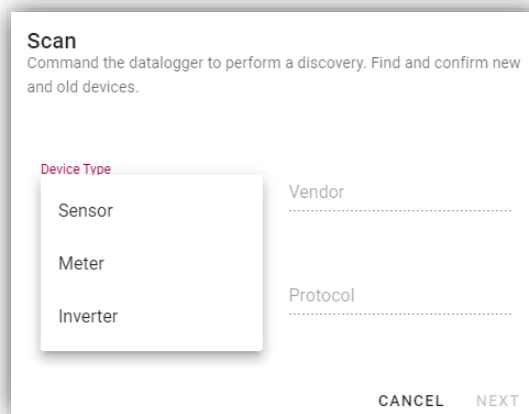 Scan
Command the datalogger to perform a discovery. Find and confirm new
and old devices.
Device Type
Vendor
Sensor
Meter
Protocol
Inverter
CANCEL NEXT